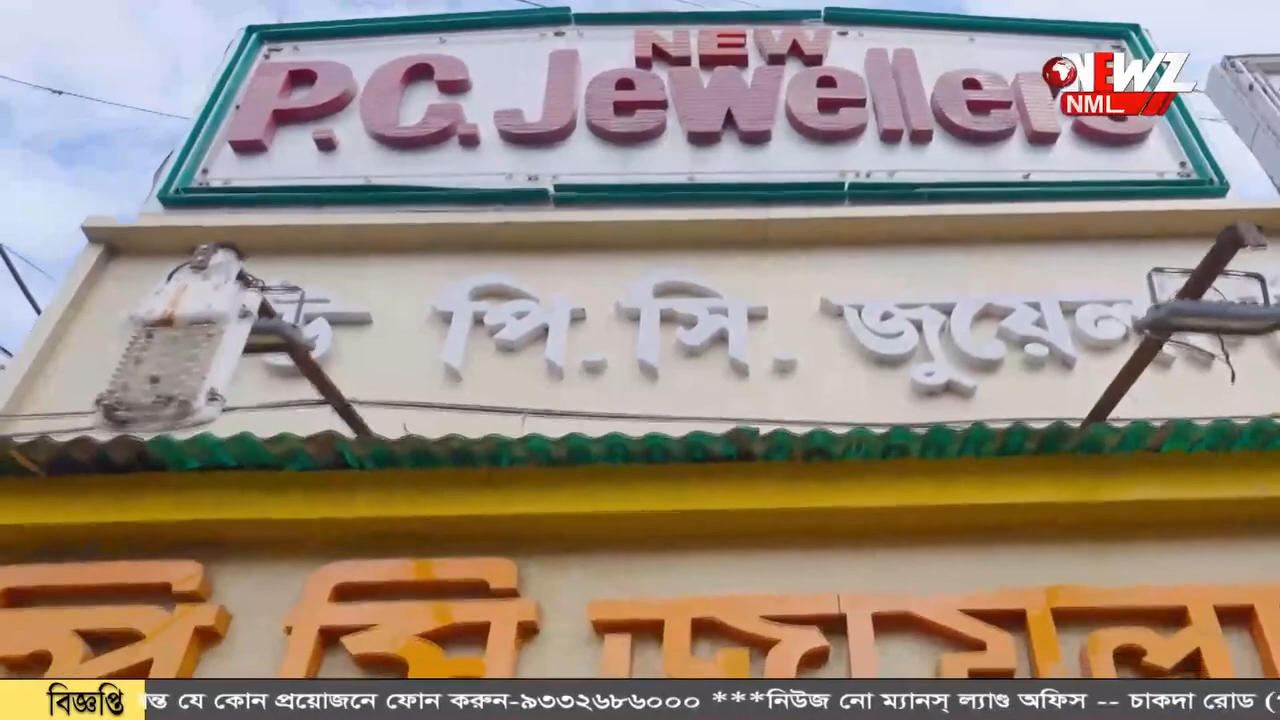 NEW
P.C. Jewellers
NEWZ
NML
উ পি.সি. জুয়েল
পি সি জুয়েলা
বিজ্ঞপ্তি
ন্ত যে কোন প্রয়োজনে ফোন করুন-৯৩৩২৬৮৬০০০ ***নিউজ নো ম্যানস্ ল্যাণ্ড অফিস -- চাকদা রোড (